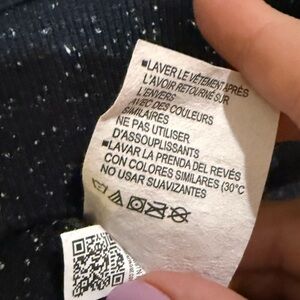 ■LAVER LE VÊTEMENT APRÈS
L'AVOIR RETOURNÉ SUR
L'ENVERS
AVEC DES COULEURS
SIMILAIRES
NE PAS UTILISER
D'ASSOUPLISSANTS
■LAVAR LA PRENDA DEL REVÉS
CON COLORES SIMILARES (30°C
NO USAR SUAVIZANTES